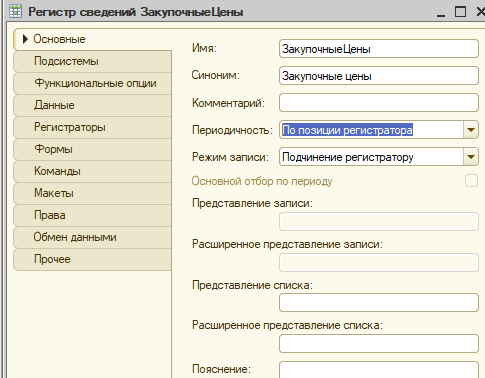 Регистр сведений ЗакупочныеЦены
Основные
Подсистемы
Функциональные опции
Данные
Регистраторы
Формы
Команды
Макеты
Права
Обмен данными
Прочее
Имя: ЗакупочныеЦены
Синоним: Закупочные цены
Комментарий:
Периодичность: По позиции регистратора
Режим записи: Подчинение регистратору
Основной отбор по периоду
Представление записи:
Расширенное представление записи:
Представление списка:
Расширенное представление списка:
Пояснение: